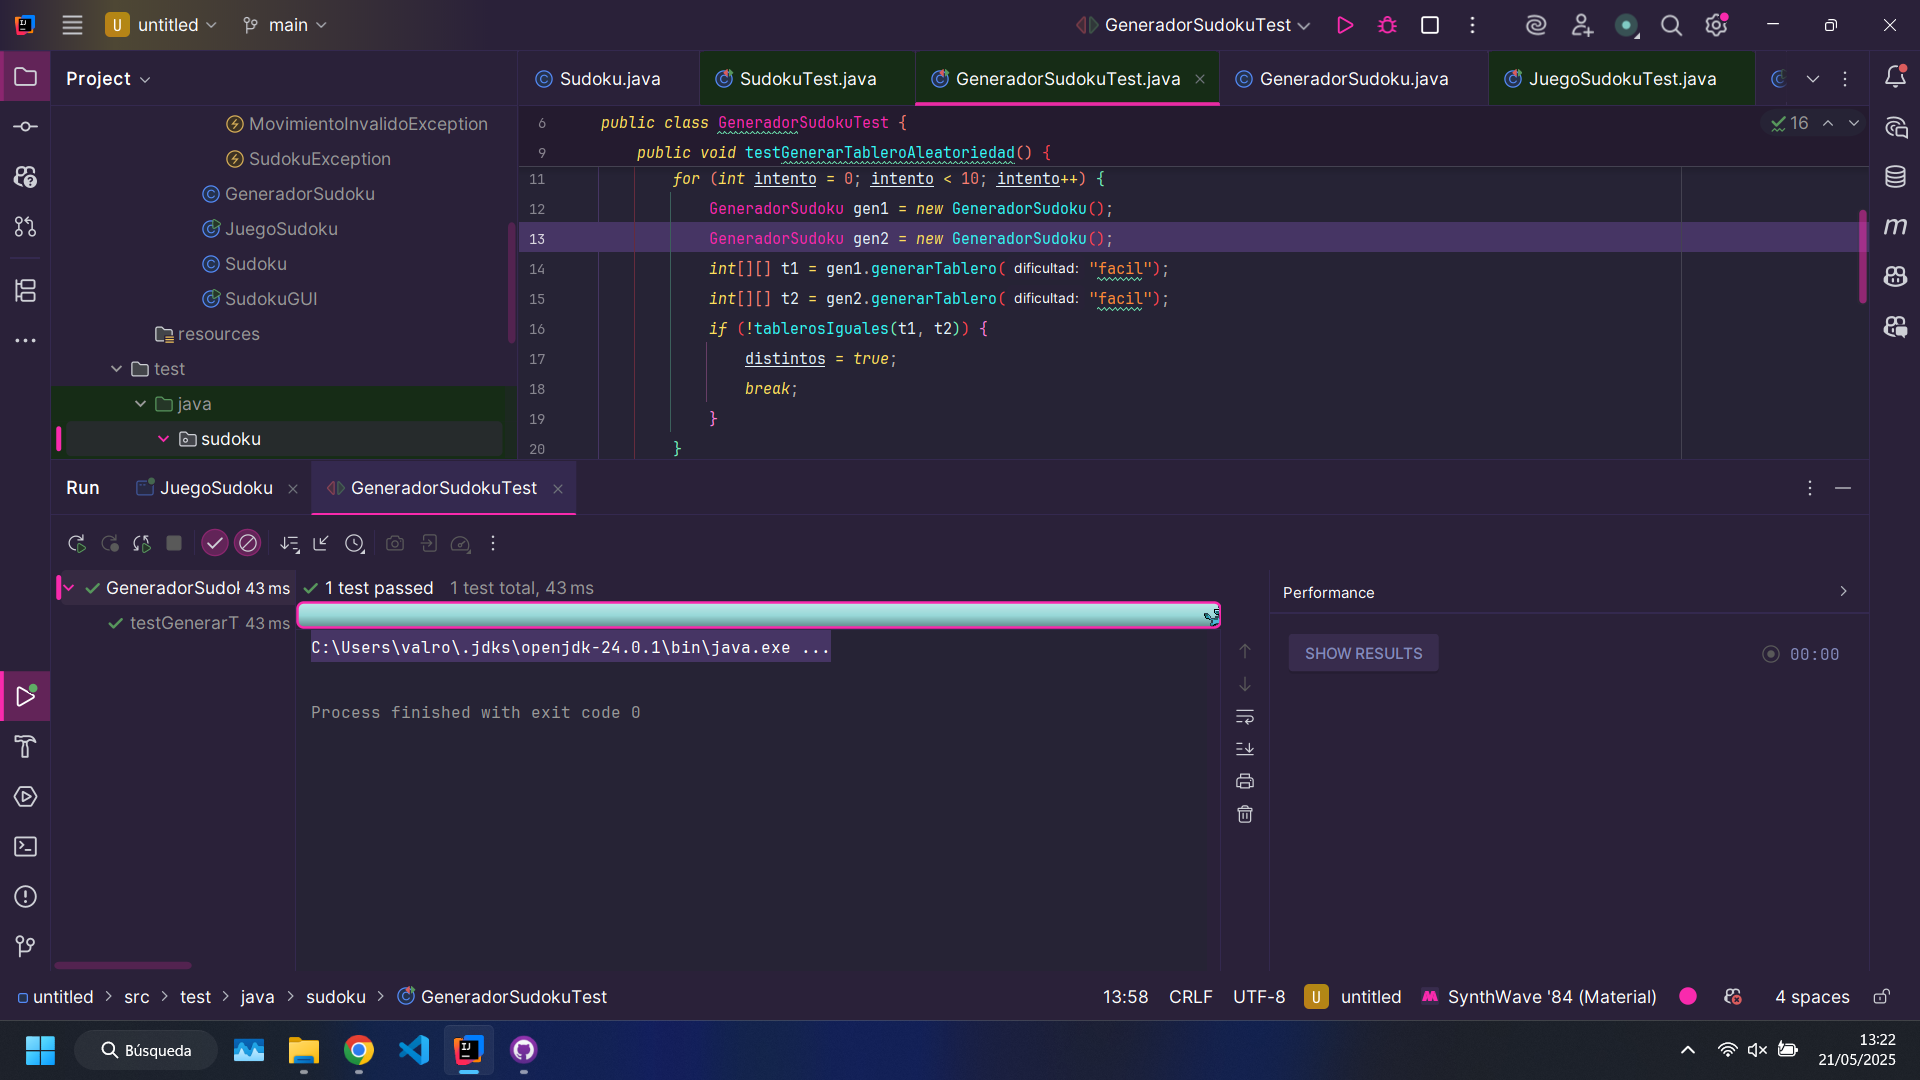 U untitled main GeneradorSudokuTest
Project
Sudoku.java SudokuTest.java GeneradorSudokuTest.java GeneradorSudoku.java JuegoSudokuTest.java
MovimientoInvalidoException
SudokuException
GeneradorSudoku
JuegoSudoku
Sudoku
SudokuGUI
resources
test
java
sudoku
16
6 public class GeneradorSudokuTest {
9 public void testGenerarTableroAleatoriedad() {
11 for (int intento = 0; intento < 10; intento++) {
12 GeneradorSudoku gen1 = new GeneradorSudoku();
13 GeneradorSudoku gen2 = new GeneradorSudoku();
14 int[][] t1 = gen1.generarTablero( dificultad: "facil");
15 int[][] t2 = gen2.generarTablero( dificultad: "facil");
16 if (!tablerosIguales(t1, t2)) {
17 distintos = true;
18 break;
19 }
20 }
Run JuegoSudoku GeneradorSudokuTest
GeneradorSudol 43 ms
testGenerarT 43 ms
1 test passed 1 test total, 43 ms
C:\Users\valro\.jdks\openjdk-24.0.1\bin\java.exe ...
Process finished with exit code 0
Performance
SHOW RESULTS 00:00
untitled > src > test > java > sudoku > GeneradorSudokuTest
13:58 CRLF UTF-8 U untitled SynthWave '84 (Material) 4 spaces
Búsqueda
13:22
21/05/2025